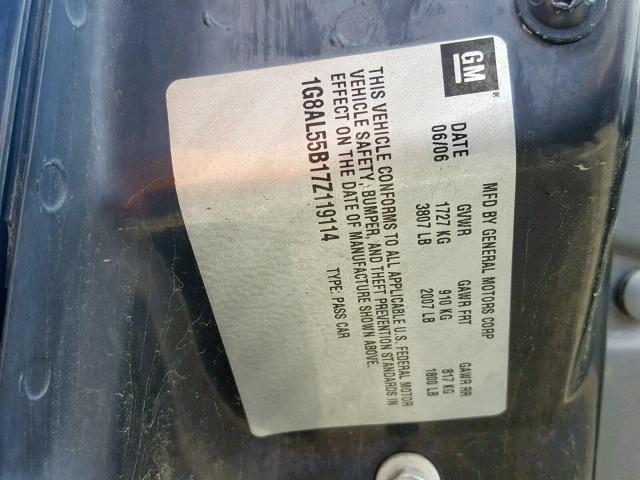 GM®
MFD BY GENERAL MOTORS CORP
DATE GVWR GAWR FRT GAWR RR
06/06 1727 KG 910 KG 817 KG
3807 LB 2007 LB 1800 LB
THIS VEHICLE CONFORMS TO ALL APPLICABLE U.S. FEDERAL MOTOR
VEHICLE SAFETY, BUMPER, AND THEFT PREVENTION STANDARDS IN
EFFECT ON THE DATE OF MANUFACTURE SHOWN ABOVE.
1G8AL55B17Z119114 TYPE: PASS CAR